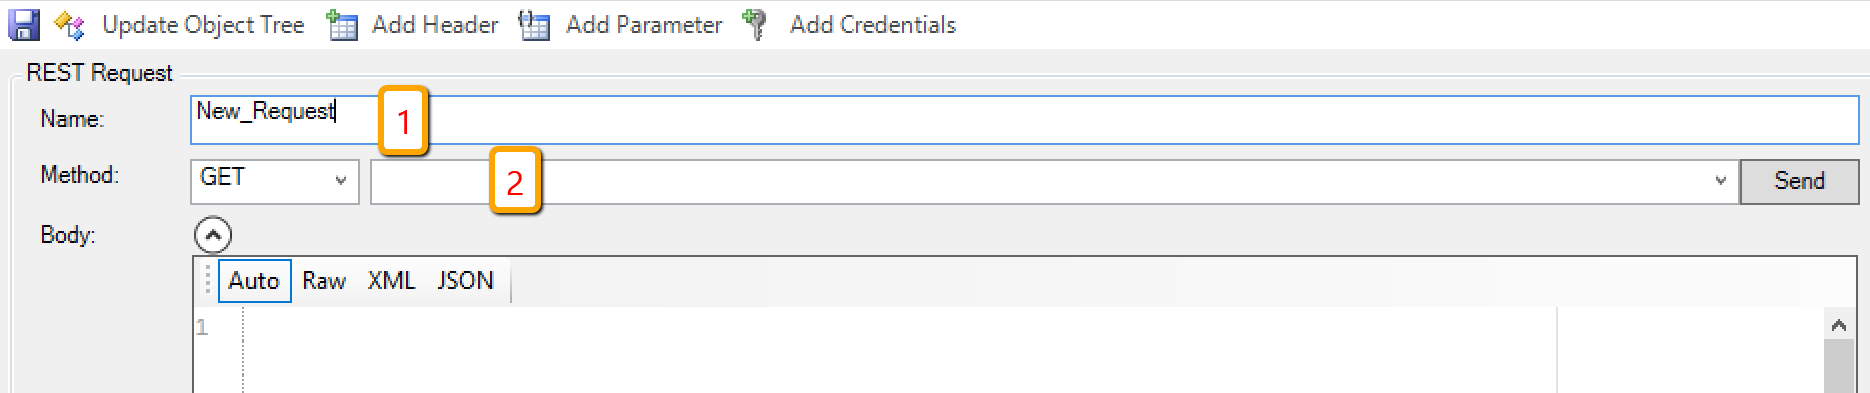 Update Object Tree Add Header Add Parameter Add Credentials
REST Request
Name: New_Request 1
Method: GET 2 Send
Body:
Auto Raw XML JSON
1